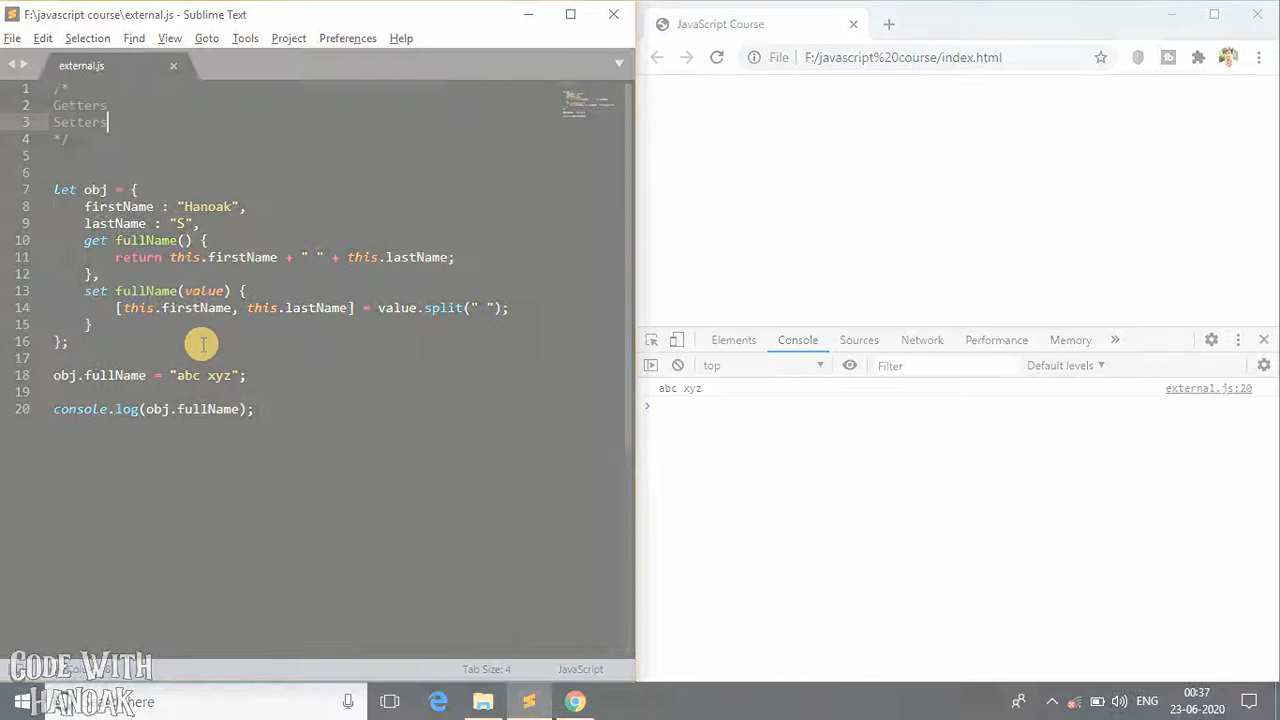 F:\javascript course\external.js - Sublime Text
File Edit Selection Find View Goto Tools Project Preferences Help
external.js
1 /*
2 Getters
3 Setters
4 */
5
6
7 let obj = {
8 firstName : "Hanoak",
9 lastName : "S",
10 get fullName() {
11 return this.firstName + " " + this.lastName;
12 },
13 set fullName(value) {
14 [this.firstName, this.lastName] = value.split(" ");
15 }
16 };
17
18 obj.fullName = "abc xyz";
19
20 console.log(obj.fullName);
Tab Size: 4 JavaScript
JavaScript Course
File F:/javascript%20course/index.html
Elements Console Sources Network Performance Memory »
top Filter Default levels
abc xyz external.js:20
>
CODE WITH
HANOAK
here
ENG
00:37
23-06-2020